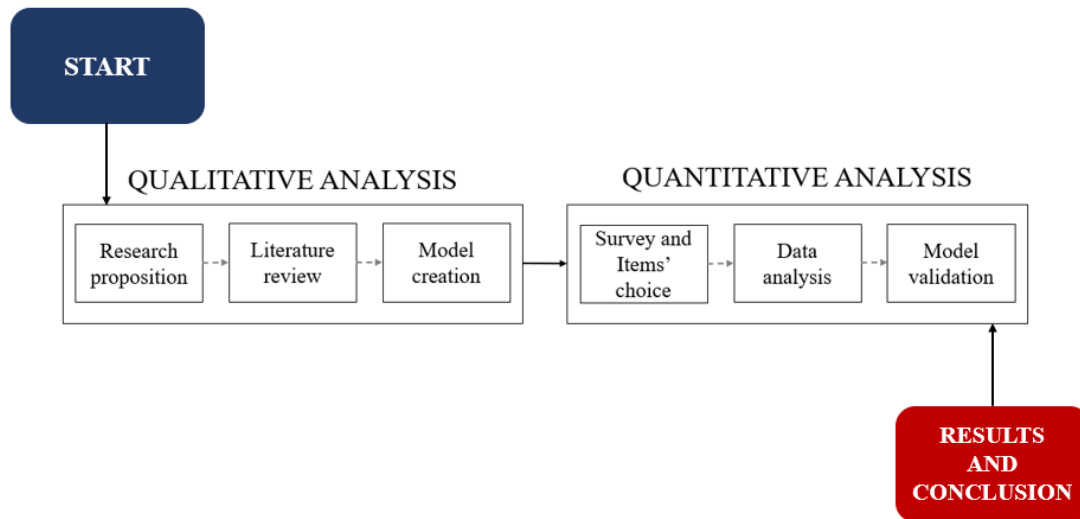 START
QUALITATIVE ANALYSIS
Research
proposition
Literature
review
Model
creation
QUANTITATIVE ANALYSIS
Survey and
Items’
choice
Data
analysis
Model
validation
RESULTS
AND
CONCLUSION